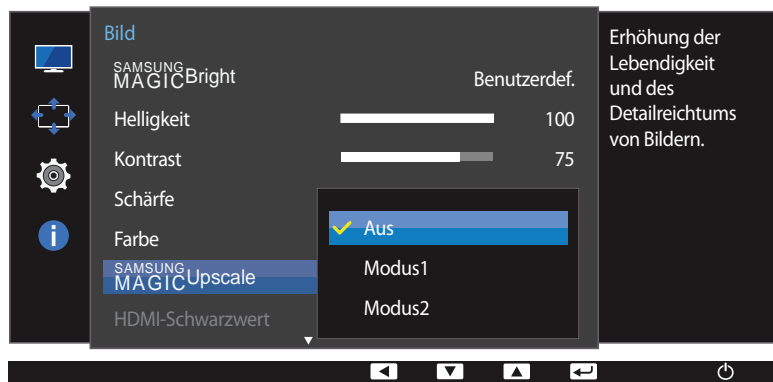 Bild
SAMSUNG MAGICBright Benutzerdef.
Helligkeit 100
Kontrast 75
Schärfe
Farbe
SAMSUNG MAGICUpscale
HDMI-Schwarzwert
Aus
Modus1
Modus2
Erhöhung der
Lebendigkeit
und des
Detailreichtums
von Bildern.